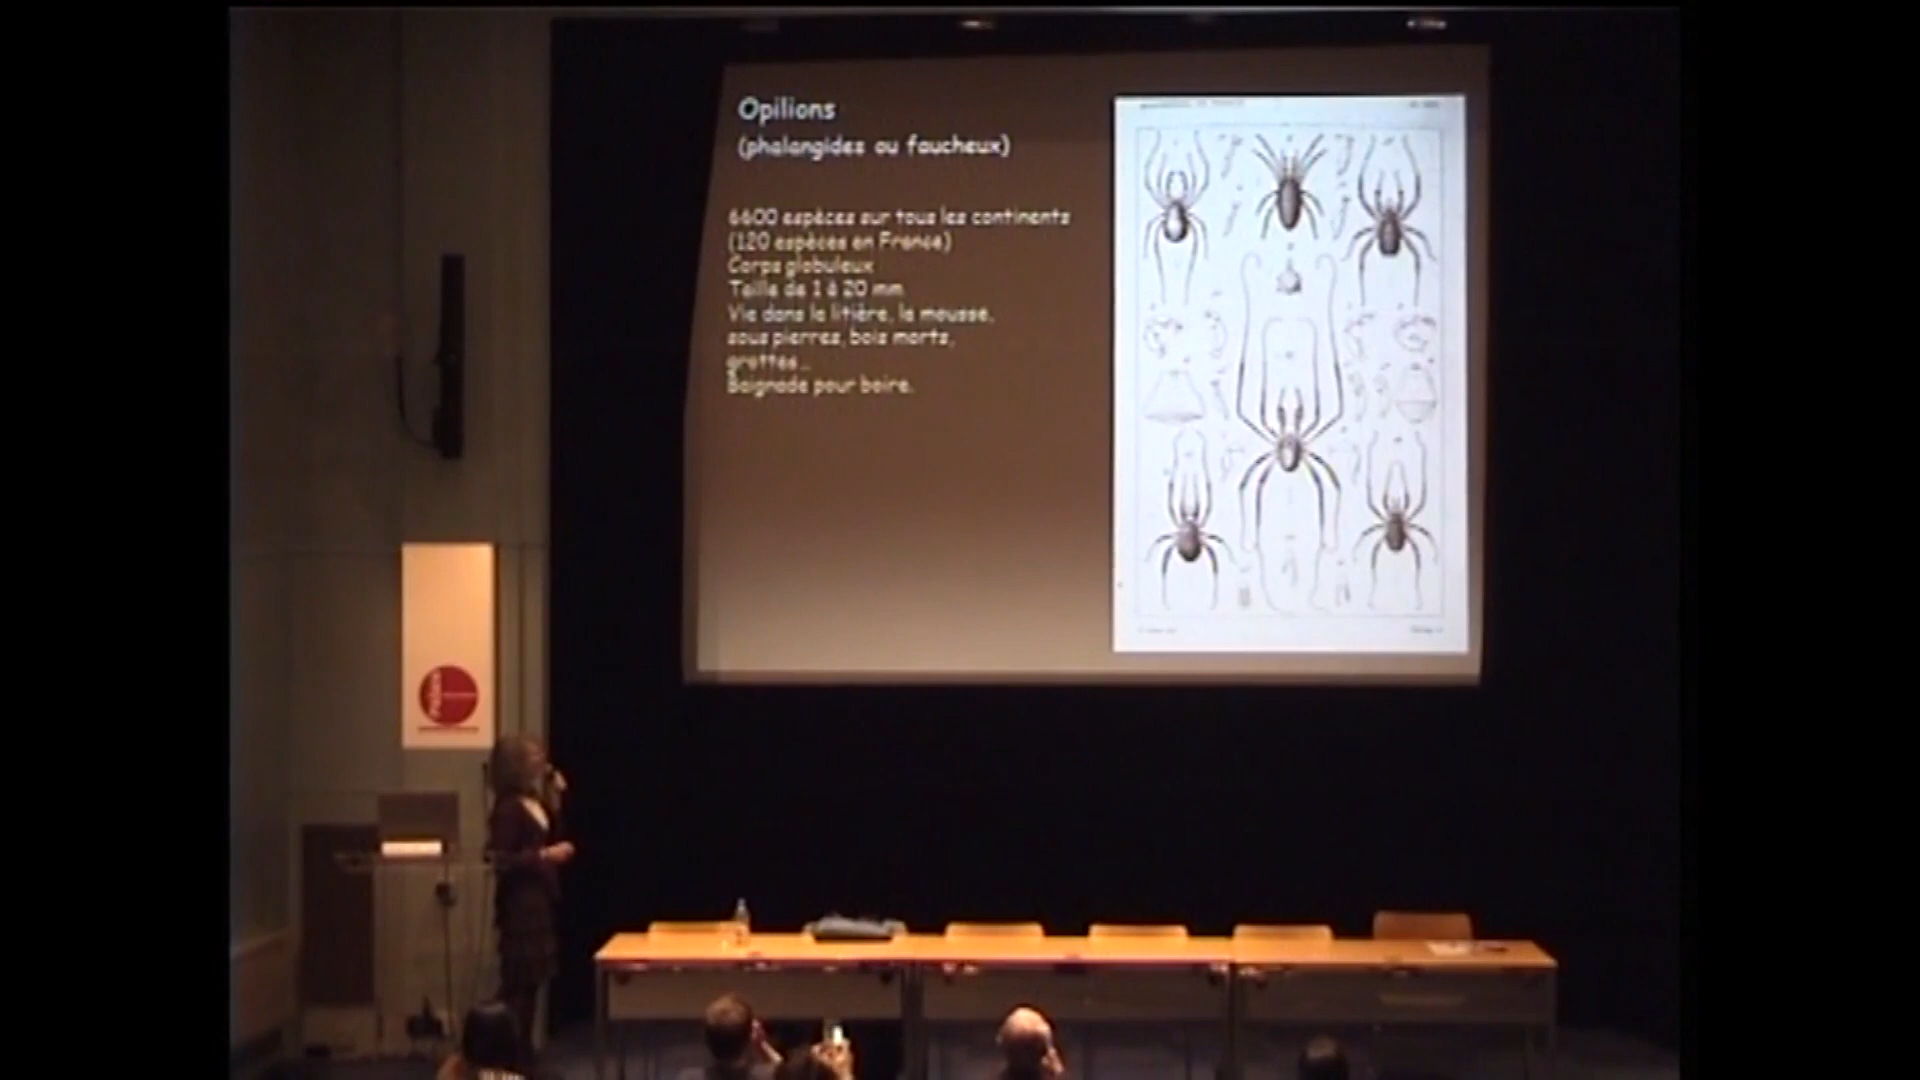 Opilions
(phalangides ou faucheux)
6600 espèces sur tous les continents
(120 espèces en France)
Corps globuleux
Taille de 1 à 20 mm
Vie dans la litière, la mousse,
sous pierres, bois morts,
grottes...
Baignade pour boire.